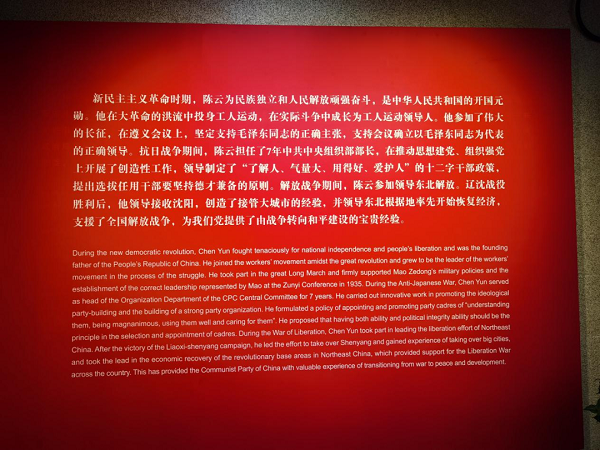 新民主主义革命时期，陈云为民族独立和人民解放顽强奋斗，是中华人民共和国的开国元
勋。他在大革命的洪流中投身工人运动，在实际斗争中成长为工人运动领导人。他参加了伟大
的长征，在遵义会议上，坚定支持毛泽东同志的正确主张，支持会议确立以毛泽东同志为代表
的正确领导。抗日战争期间，陈云担任了7年中共中央组织部部长，在推动思想建党、组织强党
上开展了创造性工作，领导制定了“了解人、气量大、用得好、爱护人”的十二字干部政策，
提出选拔任用干部要坚持德才兼备的原则。解放战争期间，陈云参加领导东北解放。辽沈战役
胜利后，他领导接收沈阳，创造了接管大城市的经验，并领导东北根据地率先开始恢复经济，
支援了全国解放战争，为我们党提供了由战争转向和平建设的宝贵经验。
During the new democratic revolution, Chen Yun fought tenaciously for national independence and people's liberation and was the founding
father of the People's Republic of China. He joined the workers' movement amidst the great revolution and grew to be the leader of the workers'
movement in the process of the struggle. He took part in the great Long March and firmly supported Mao Zedong's military policies and the
establishment of the correct leadership represented by Mao at the Zunyi Conference in 1935. During the Anti-Japanese War, Chen Yun served
as head of the Organization Department of the CPC Central Committee for 7 years. He carried out innovative work in promoting the ideological
party-building and the building of a strong party organization. He formulated a policy of appointing and promoting party cadres of "understanding
them, being magnanimous, using them well and caring for them". He proposed that having both ability and political integrity ability should be the
principle in the selection and appointment of cadres. During the War of Liberation, Chen Yun took part in leading the liberation effort of Northeast
China. After the victory of the Liaoxi-shenyang campaign, he led the effort to take over Shenyang and gained experience of taking over big cities,
and took the lead in the economic recovery of the revolutionary base areas in Northeast China, which provided support for the Liberation War
across the country. This has provided the Communist Party of China with valuable experience of transitioning from war to peace and development.